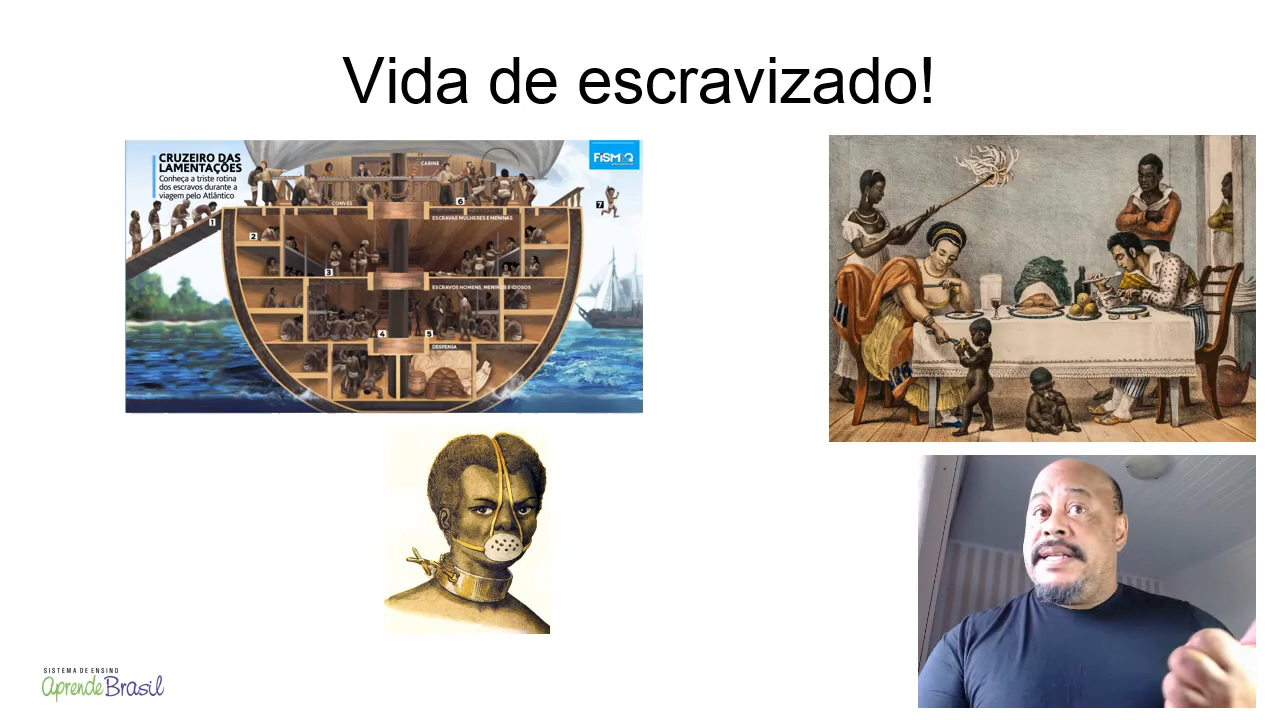 Vida de escravizado!
CRUZEIRO DAS
LAMENTAÇÕES
Conheça a triste rotina
dos escravos durante a
viagem pelo Atlântico
FISMQ
CABINE
CONVÉS
6
7
1
ESCRAVAS MULHERES E MENINAS
2
3
ESCRAVOS HOMENS, MENINOS E IDOSOS
4
5
DESPENSA
SISTEMA DE ENSINO
aprende Brasil